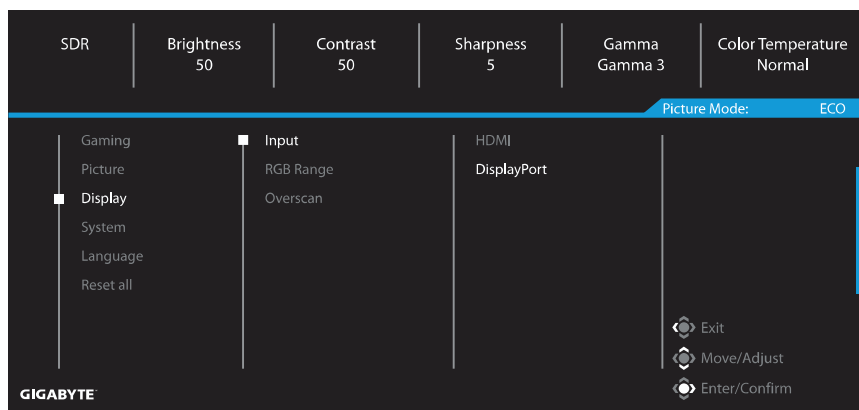 SDR
Brightness
50
Contrast
50
Sharpness
5
Gamma
Gamma 3
Color Temperature
Normal
Picture Mode: ECO
Gaming
Picture
Display
System
Language
Reset all
Input
RGB Range
Overscan
HDMI
DisplayPort
Exit
Move/Adjust
Enter/Confirm
GIGABYTE